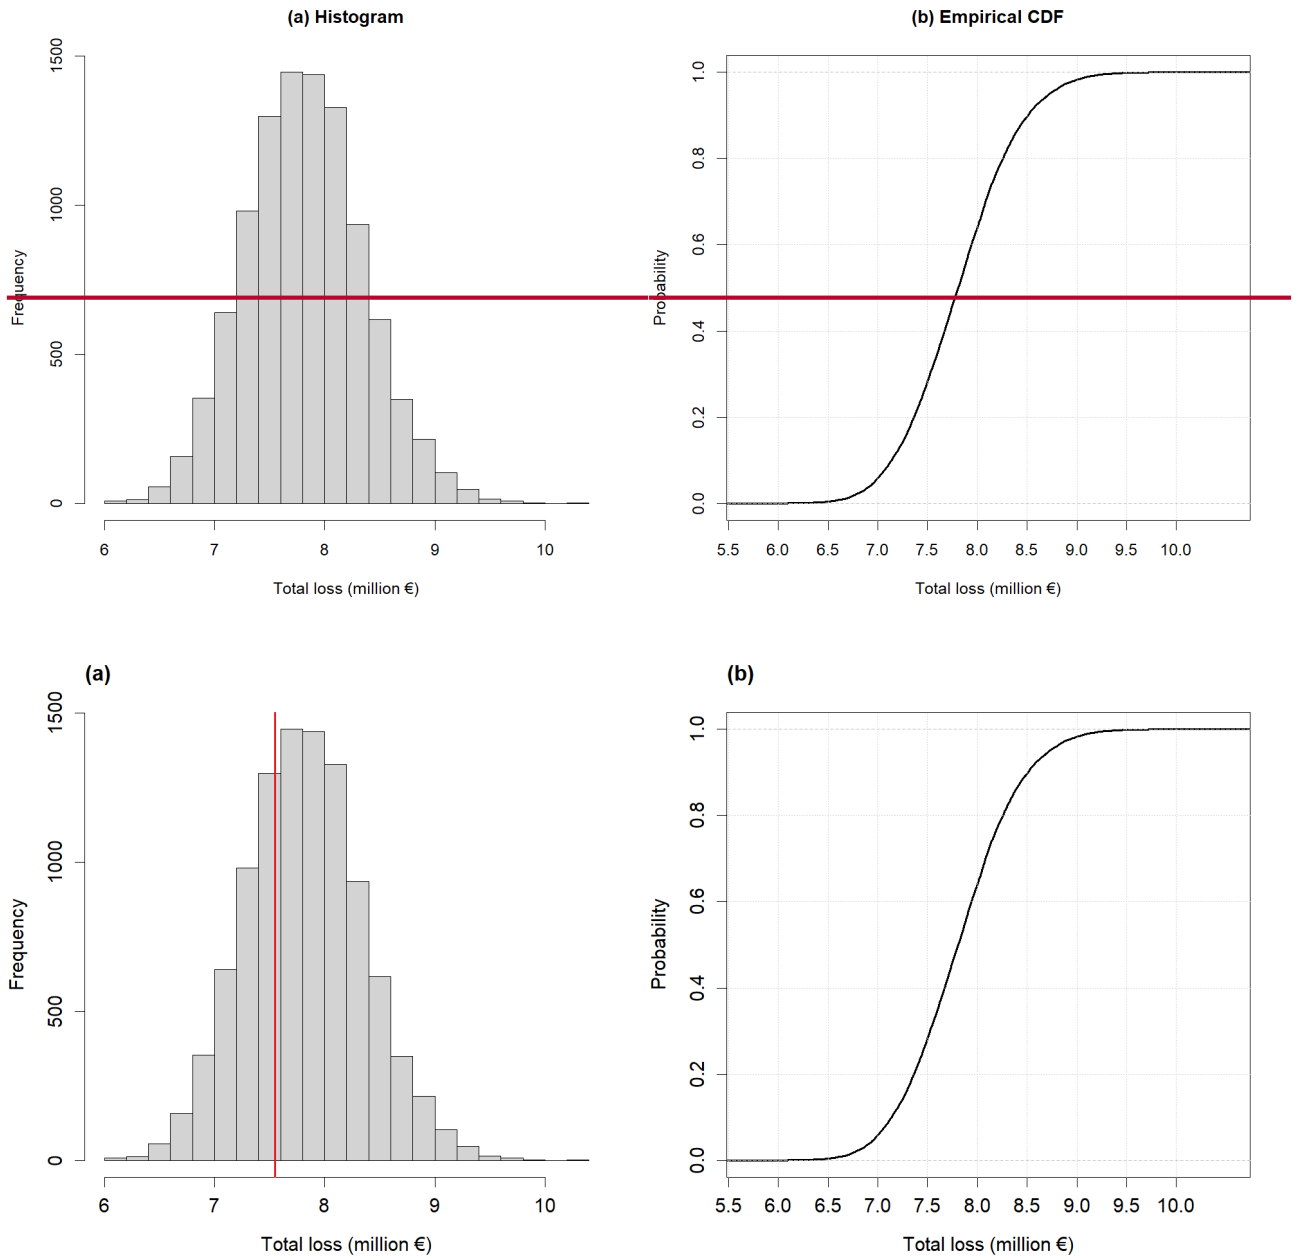 (a) Histogram
1500
1000
500
0
Frequency
6 7 8 9 10
Total loss (million €)
(b) Empirical CDF
1.0
0.8
0.6
0.4
0.2
0.0
Probability
5.5 6.0 6.5 7.0 7.5 8.0 8.5 9.0 9.5 10.0
Total loss (million €)
(a)
1500
1000
500
0
Frequency
6 7 8 9 10
Total loss (million €)
(b)
1.0
0.8
0.6
0.4
0.2
0.0
Probability
5.5 6.0 6.5 7.0 7.5 8.0 8.5 9.0 9.5 10.0
Total loss (million €)